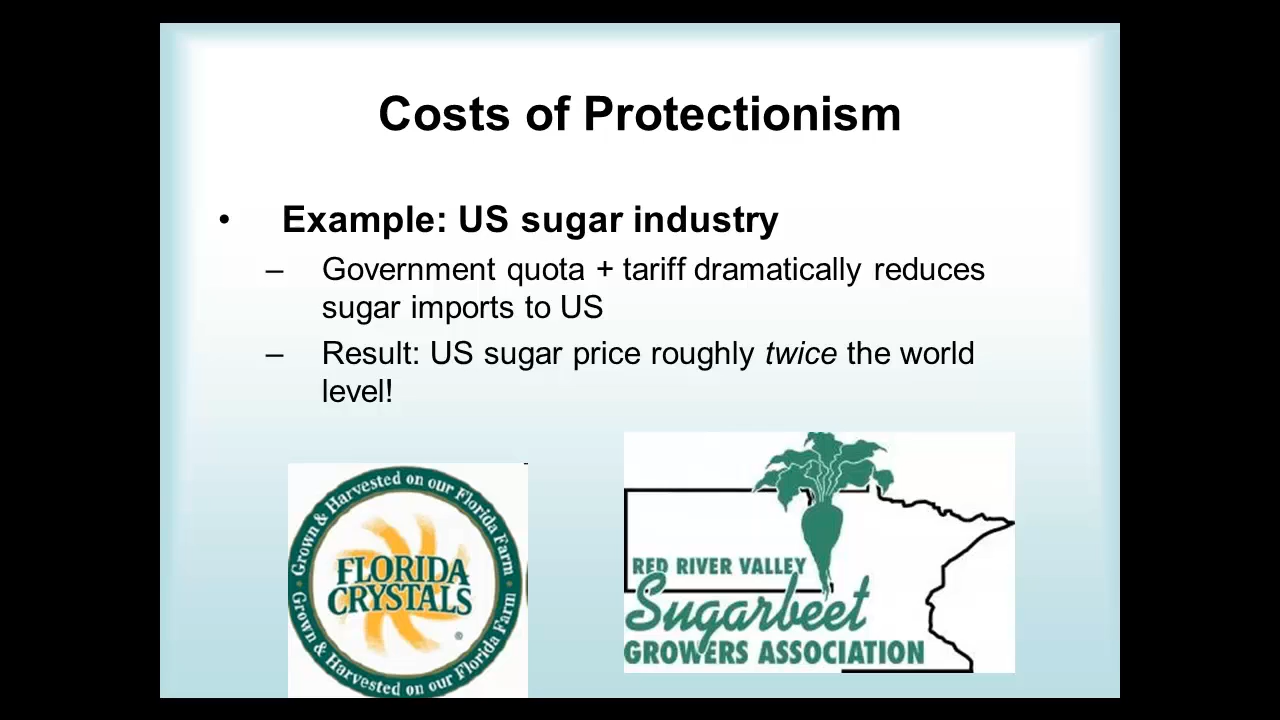 Costs of Protectionism
• Example: US sugar industry
– Government quota + tariff dramatically reduces
sugar imports to US
– Result: US sugar price roughly twice the world
level!
Grown & Harvested on our Florida Farm
FLORIDA
CRYSTALS
®
Grown & Harvested on our Florida Farm
RED RIVER VALLEY
Sugarbeet
GROWERS ASSOCIATION